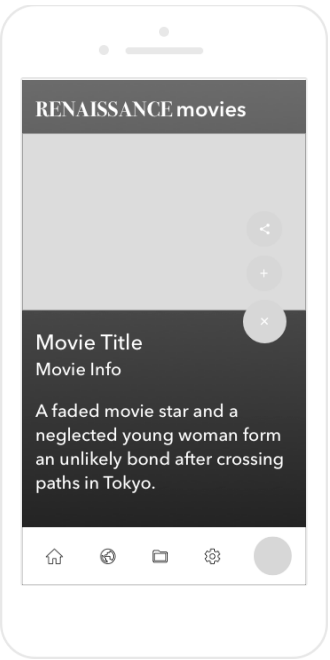 RENAISSANCE movies
Movie Title
Movie Info
A faded movie star and a
neglected young woman form
an unlikely bond after crossing
paths in Tokyo.